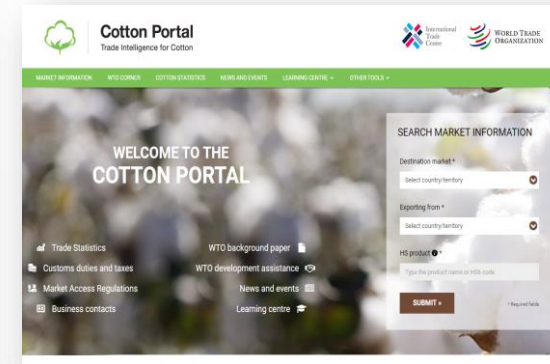 Cotton Portal
Trade Intelligence for Cotton
International
Trade
Centre
WORLD TRADE
ORGANIZATION
MARKET INFORMATION
WTO CORNER
COTTON STATISTICS
NEWS AND EVENTS
LEARNING CENTRE
OTHER TOOLS
WELCOME TO THE
COTTON PORTAL
Trade Statistics
Customs duties and taxes
Market Access Regulations
Business contacts
WTO background paper
WTO development assistance
News and events
Learning centre
SEARCH MARKET INFORMATION
Destination market *
Select country/territory
Exporting from *
Select country/territory
HS product *
Type the product name or HS6 code
SUBMIT »
* Required fields